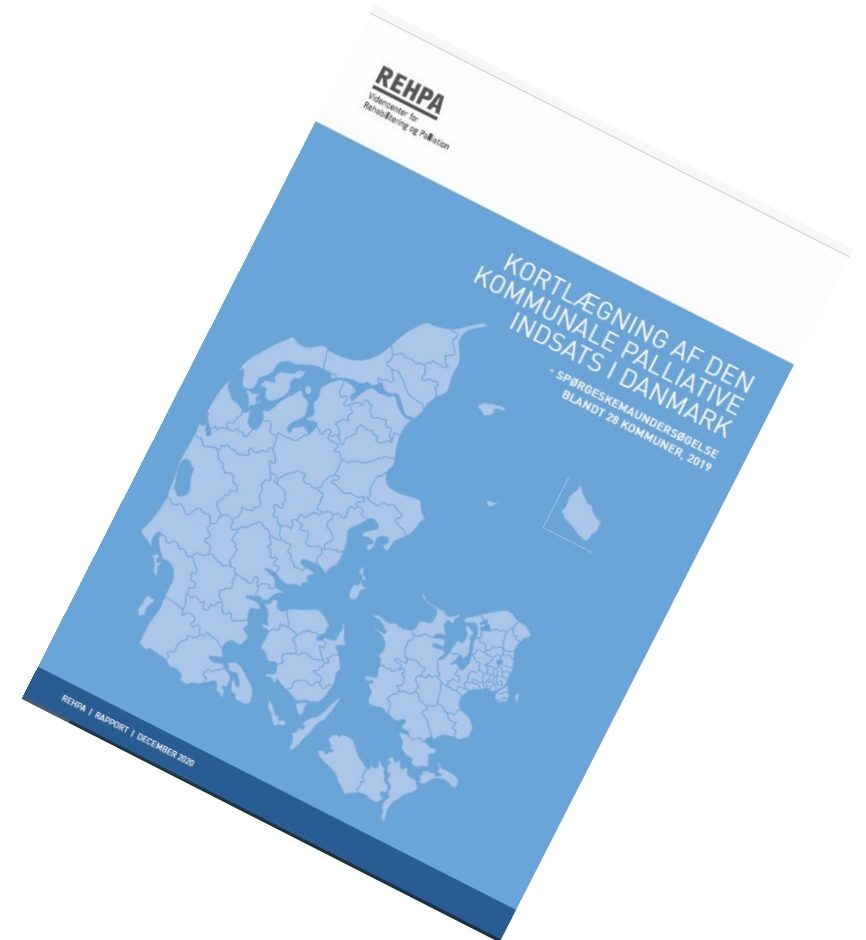 REHPA
Videncenter for
Rehabilitering og Palliation
KORTLÆGNING AF DEN
KOMMUNALE PALLIATIVE
INDSATS I DANMARK
- SPØRGESKEMAUNDERSØGELSE
BLANDT 28 KOMMUNER, 2019
REHPA | RAPPORT | DECEMBER 2020